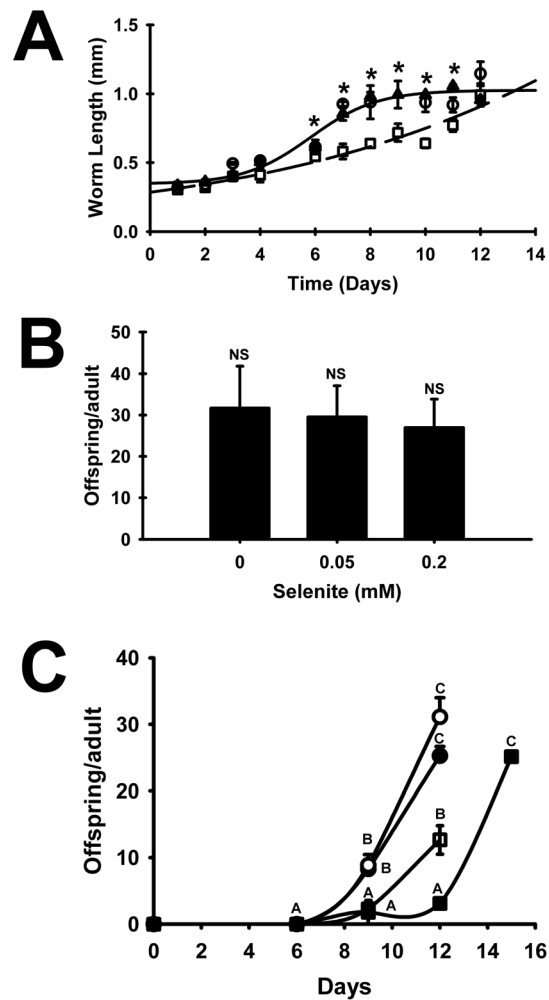 A
1.5
1.0
0.5
0.0
Worm Length (mm)
* * * * * *
0 2 4 6 8 10 12 14
Time (Days)
B
50
40
30
20
10
0
Offspring/adult
NS NS NS
0 0.05 0.2
Selenite (mM)
C
40
30
20
10
0
Offspring/adult
C
C C
B B
B
A A A A
0 2 4 6 8 10 12 14 16
Days